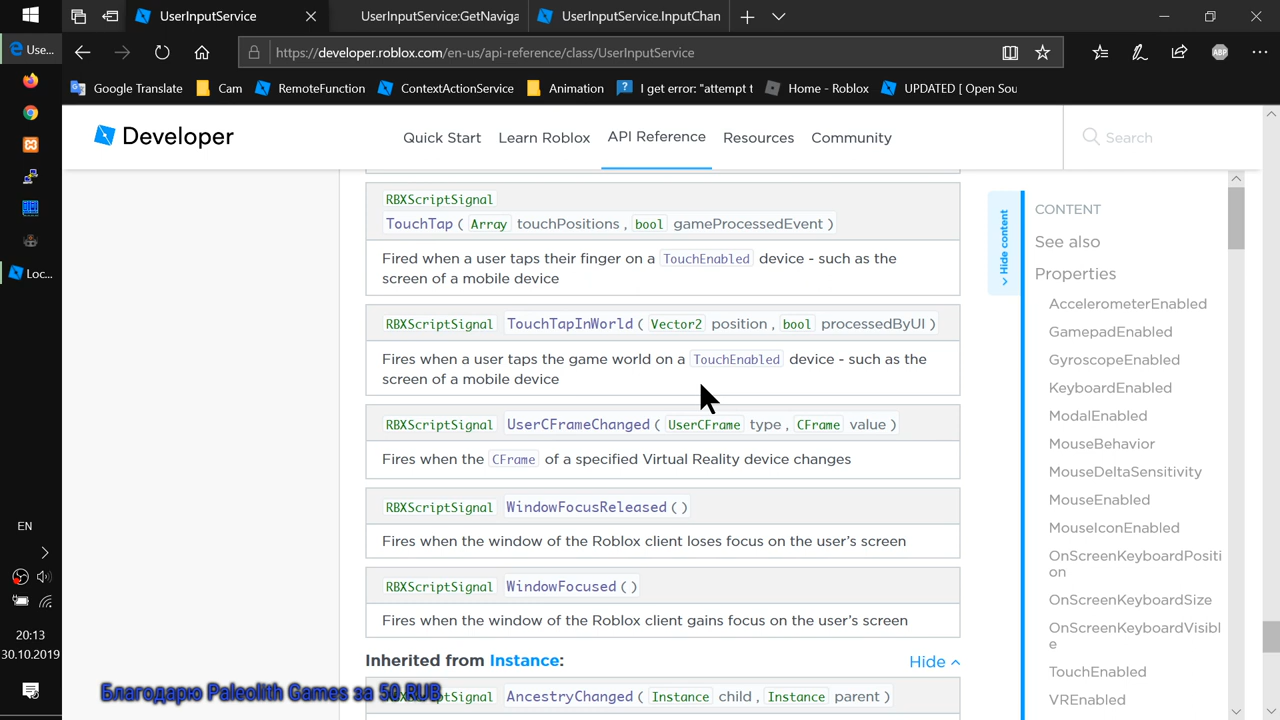 UserInputService
UserInputService:GetNaviga
UserInputService.InputChan
Use...
https://developer.roblox.com/en-us/api-reference/class/UserInputService
ABP
Google Translate
Cam
RemoteFunction
ContextActionService
Animation
I get error: "attempt t
Home - Roblox
UPDATED [ Open Sou
Developer
Quick Start
Learn Roblox
API Reference
Resources
Community
Search
RBXScriptSignal
TouchTap ( Array touchPositions , bool gameProcessedEvent )
Fired when a user taps their finger on a TouchEnabled device - such as the
screen of a mobile device
RBXScriptSignal TouchTapInWorld ( Vector2 position , bool processedByUI )
Fires when a user taps the game world on a TouchEnabled device - such as the
screen of a mobile device
RBXScriptSignal UserCFrameChanged ( UserCFrame type , CFrame value )
Fires when the CFrame of a specified Virtual Reality device changes
RBXScriptSignal WindowFocusReleased ( )
Fires when the window of the Roblox client loses focus on the user's screen
RBXScriptSignal WindowFocused ( )
Fires when the window of the Roblox client gains focus on the user's screen
Inherited from Instance:
Hide
RBXScriptSignal AncestryChanged ( Instance child , Instance parent )
Hide content
CONTENT
See also
Properties
AccelerometerEnabled
GamepadEnabled
GyroscopeEnabled
KeyboardEnabled
ModalEnabled
MouseBehavior
MouseDeltaSensitivity
MouseEnabled
MouseIconEnabled
OnScreenKeyboardPositi
on
OnScreenKeyboardSize
OnScreenKeyboardVisibl
e
TouchEnabled
VREnabled
Loc...
EN
20:13
30.10.2019
Благодарю Paleolith Games за 50 RUB